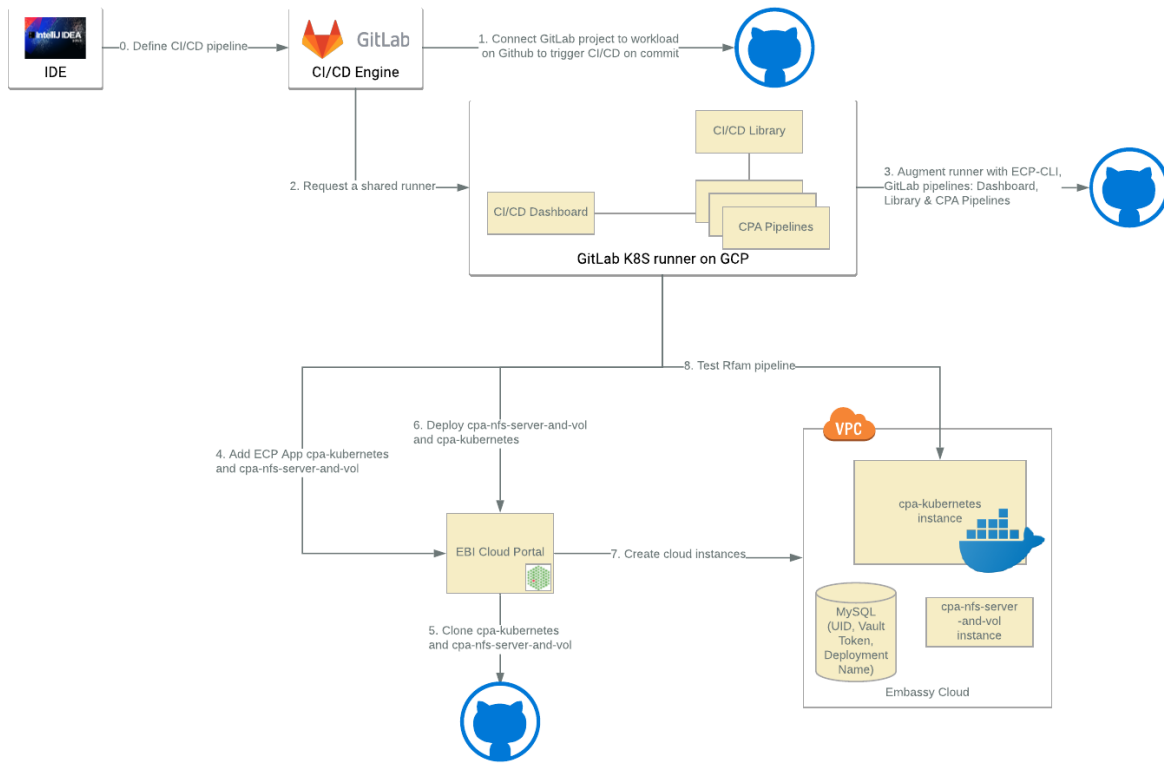 IntelliJ IDEA
IDE
0. Define CI/CD pipeline
GitLab
CI/CD Engine
1. Connect GitLab project to workload
on Github to trigger CI/CD on commit
2. Request a shared runner
CI/CD Library
CI/CD Dashboard
CPA Pipelines
GitLab K8S runner on GCP
3. Augment runner with ECP-CLI,
GitLab pipelines: Dashboard,
Library & CPA Pipelines
8. Test Rfam pipeline
6. Deploy cpa-nfs-server-and-vol
and cpa-kubernetes
4. Add ECP App cpa-kubernetes
and cpa-nfs-server-and-vol
EBI Cloud Portal
7. Create cloud instances
5. Clone cpa-kubernetes
and cpa-nfs-server-and-vol
VPC
cpa-kubernetes
instance
MySQL
(UID, Vault
Token,
Deployment
Name)
cpa-nfs-server
-and-vol
instance
Embassy Cloud